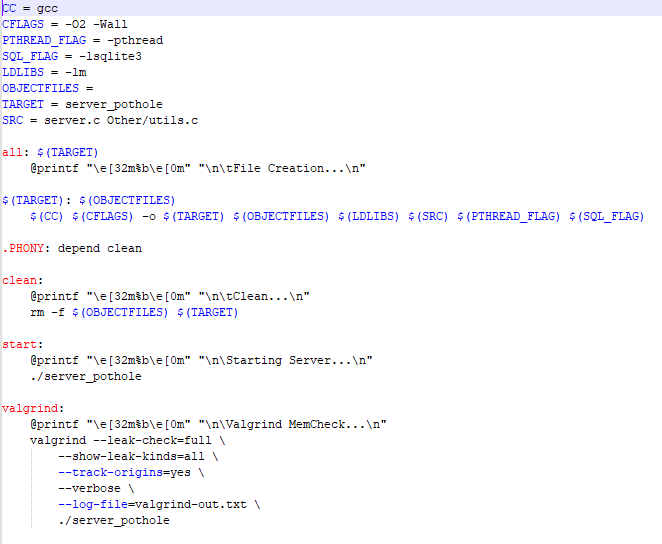 CC = gcc
CFLAGS = -O2 -Wall
PTHREAD_FLAG = -pthread
SQL_FLAG = -lsqlite3
LDLIBS = -lm
OBJECTFILES =
TARGET = server_pothole
SRC = server.c Other/utils.c
all: $(TARGET)
@printf "\e[32m%b\e[0m" "\n\tFile Creation...\n"
$(TARGET): $(OBJECTFILES)
$(CC) $(CFLAGS) -o $(TARGET) $(OBJECTFILES) $(LDLIBS) $(SRC) $(PTHREAD_FLAG) $(SQL_FLAG)
.PHONY: depend clean
clean:
@printf "\e[32m%b\e[0m" "\n\tClean...\n"
rm -f $(OBJECTFILES) $(TARGET)
start:
@printf "\e[32m%b\e[0m" "\n\Starting Server...\n"
./server_pothole
valgrind:
@printf "\e[32m%b\e[0m" "\n\Valgrind MemCheck...\n"
valgrind --leak-check=full \
--show-leak-kinds=all \
--track-origins=yes \
--verbose \
--log-file=valgrind-out.txt \
./server_pothole